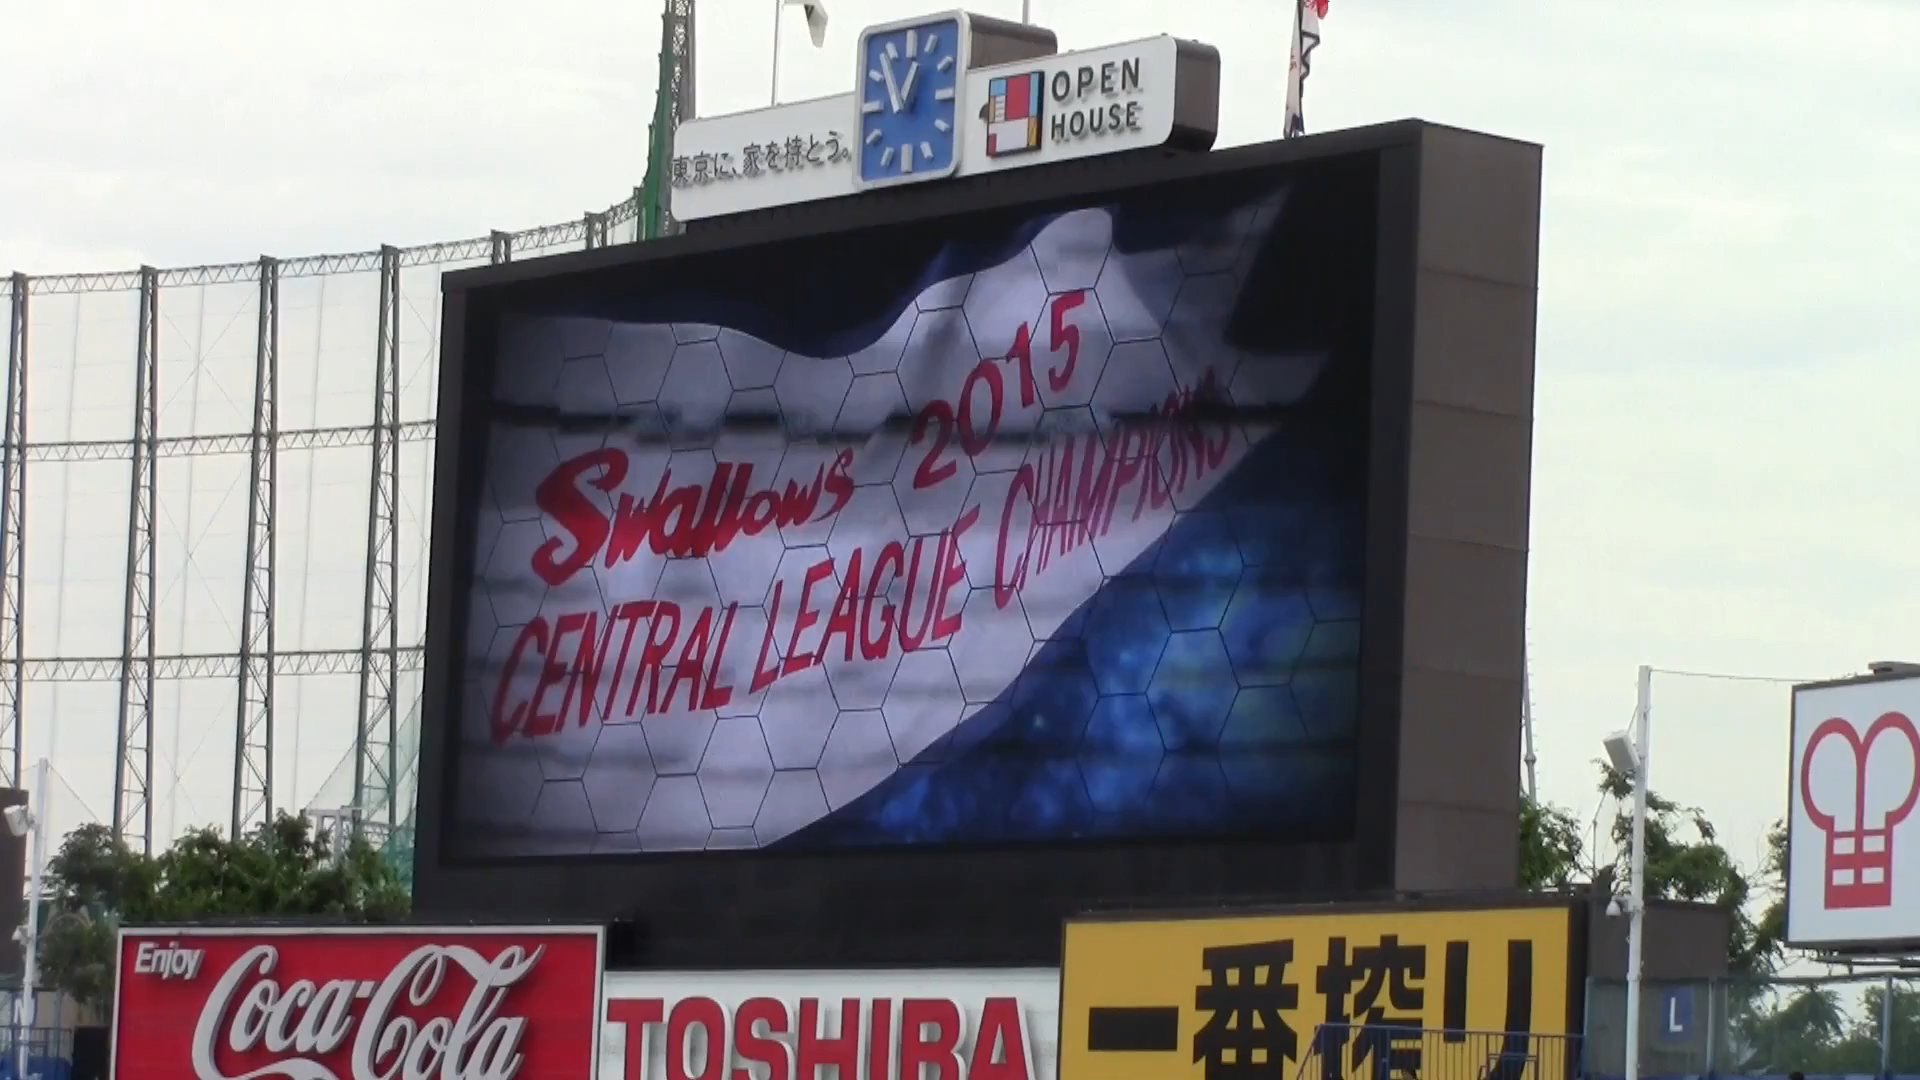 東京に、家を持とう。
OPEN
HOUSE
Swallows 2015
CENTRAL LEAGUE CHAMPIONS
Enjoy
Coca-Cola
TOSHIBA
一番搾り
L
N